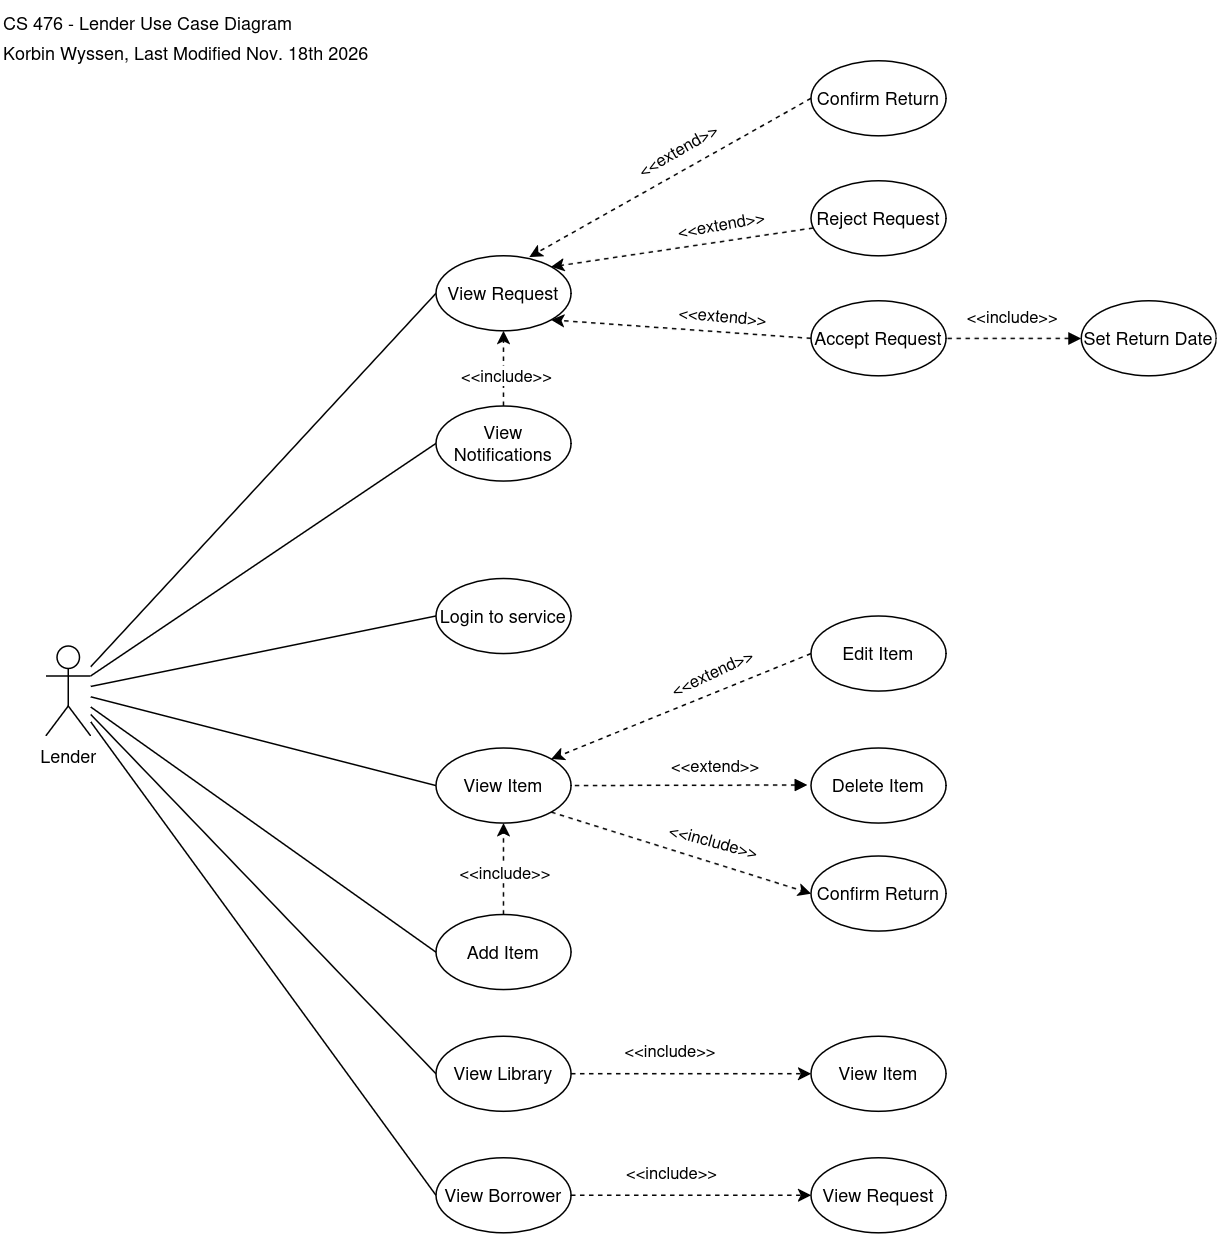 CS 476 - Lender Use Case Diagram
Korbin Wyssen, Last Modified Nov. 18th 2026
Confirm Return
<<extend>>
Reject Request
<<extend>>
View Request
<<extend>>
Accept Request
<<include>>
Set Return Date
<<include>>
View
Notifications
Login to service
Edit Item
<<extend>>
Lender
View Item
<<extend>>
Delete Item
<<include>>
Confirm Return
<<include>>
Add Item
View Library
<<include>>
View Item
View Borrower
<<include>>
View Request